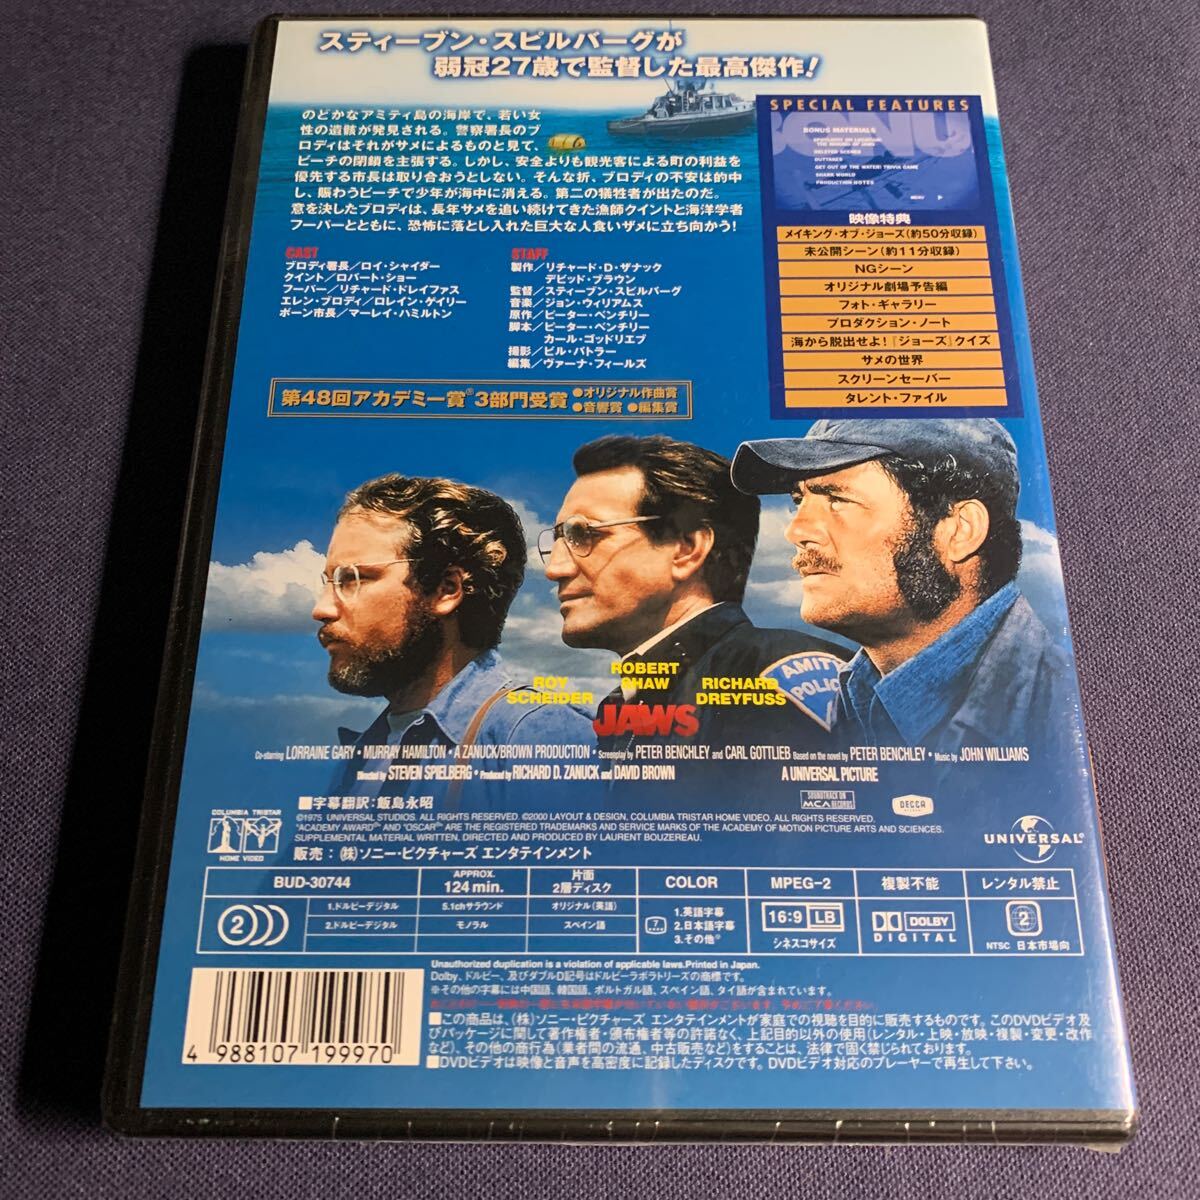 スティーブン・スピルバーグが
弱冠27歳で監督した最高傑作!
のどかなアミティ島の海岸で、若い女
性の遺骸が発見される。警察署長のブ
ロディはそれがサメによるものと見て、
ビーチの閉鎖を主張する。しかし、安全よりも観光客による町の利益を
優先する市長は取り合おうとしない。そんな折、ブロディの不安は的中
し、賑わうビーチで少年が海中に消える。第二の犠牲者が出たのだ。
意を決したブロディは、長年サメを追い続けてきた漁師クイントと海洋学者
フーパーとともに、恐怖に落とし入れた巨大な人食いザメに立ち向かう!
CAST
ブロディ署長/ロイ・シャイダー
クイント/ロバート・ショー
フーパー/リチャード・ドレイファス
エレン・ブロディ/ロレイン・ゲイリー
ボーン市長/マーレイ・ハミルトン
STAFF
製作/リチャード・D・ザナック
デビッド・ブラウン
監督/スティーブン・スピルバーグ
音楽/ジョン・ウィリアムス
原作/ピーター・ベンチリー
脚本/ピーター・ベンチリー
カール・ゴッドリエブ
撮影/ビル・バトラー
編集/ヴァーナ・フィールズ
第48回アカデミー賞®3部門受賞
●オリジナル作曲賞
●音響賞 ●編集賞
SPECIAL FEATURES
BONUS MATERIALS
SPOTLIGHT ON LOCATION:
THE MAKING OF JAWS
DELETED SCENES
OUTTAKES
GET OUT OF THE WATER! TRIVIA GAME
SHARK WORLD
PRODUCTION NOTES
MENU
映像特典
メイキング・オブ・ジョーズ(約50分収録)
未公開シーン(約11分収録)
NGシーン
オリジナル劇場予告編
フォト・ギャラリー
プロダクション・ノート
海から脱出せよ!『ジョーズ』クイズ
サメの世界
スクリーンセーバー
タレント・ファイル
AMITY
POLICE
ROY
SCHEIDER
ROBERT
SHAW
RICHARD
DREYFUSS
JAWS
Co-starring LORRAINE GARY • MURRAY HAMILTON • A ZANUCK/BROWN PRODUCTION • Screenplay by PETER BENCHLEY and CARL GOTTLIEB Based on the novel by PETER BENCHLEY • Music by JOHN WILLIAMS
Directed by STEVEN SPIELBERG • Produced by RICHARD D. ZANUCK and DAVID BROWN A UNIVERSAL PICTURE
SOUNDTRACK ON
MCA RECORDS
DECCA
COLUMBIA TRISTAR
HOME VIDEO
■字幕翻訳:飯島永昭
©1975 UNIVERSAL STUDIOS. ALL RIGHTS RESERVED. ©2000 LAYOUT & DESIGN, COLUMBIA TRISTAR HOME VIDEO. ALL RIGHTS RESERVED.
"ACADEMY AWARD®" AND "OSCAR®" ARE THE REGISTERED TRADEMARKS AND SERVICE MARKS OF THE ACADEMY OF MOTION PICTURE ARTS AND SCIENCES.
SUPPLEMENTAL MATERIAL WRITTEN, DIRECTED AND PRODUCED BY LAURENT BOUZEREAU.
販売:(株)ソニー・ピクチャーズ エンタテインメント
UNIVERSAL
BUD-30744
APPROX.
124 min.
片面
2層ディスク
COLOR
MPEG-2
複製不能
レンタル禁止
2
1.ドルビーデジタル 5.1chサラウンド オリジナル(英語)
2.ドルビーデジタル モノラル スペイン語
7
1.英語字幕
2.日本語字幕
3.その他※
16:9 LB
シネスコサイズ
DOLBY
DIGITAL
2
NTSC 日本市場向
Unauthorized duplication is a violation of applicable laws.Printed in Japan.
Dolby、ドルビー、及びダブルD記号はドルビーラボラトリーズの商標です。
※その他の字幕には中国語、韓国語、ポルトガル語、スペイン語、タイ語が含まれています。
■この商品は、(株)ソニー・ピクチャーズ エンタテインメントが家庭での視聴を目的に販売するものです。このDVDビデオ及
びパッケージに関して著作権者・頒布権者等の許諾なく、上記目的以外の使用(レンタル・上映・放映・複製・変更・改作
など)、その他の商行為(業者間の流通、中古販売など)をすることは、法律で固く禁じられております。
■DVDビデオは映像と音声を高密度に記録したディスクです。DVDビデオ対応のプレーヤーで再生して下さい。
4 988107 199970